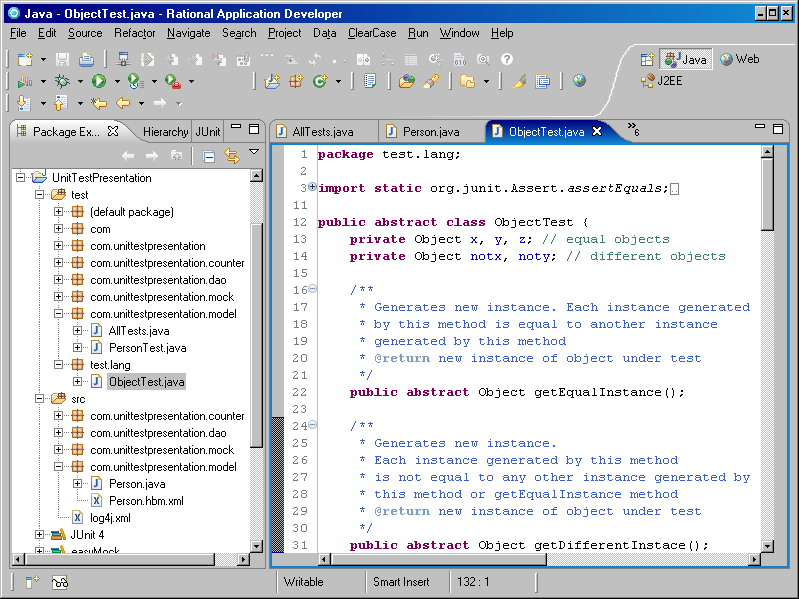 Java - ObjectTest.java - Rational Application Developer
File Edit Source Refactor Navigate Search Project Data ClearCase Run Window Help
Java Web
J2EE
Package Ex... Hierarchy JUnit
AllTests.java Person.java ObjectTest.java »6
UnitTestPresentation
test
(default package)
com
com.unittestpresentation
com.unittestpresentation.counter
com.unittestpresentation.dao
com.unittestpresentation.mock
com.unittestpresentation.model
AllTests.java
PersonTest.java
test.lang
ObjectTest.java
src
com.unittestpresentation.counter
com.unittestpresentation.dao
com.unittestpresentation.mock
com.unittestpresentation.model
Person.java
Person.hbm.xml
log4j.xml
JUnit 4
easyMock
1 package test.lang;
2
3 import static org.junit.Assert.assertEquals;
11
12 public abstract class ObjectTest {
13 private Object x, y, z; // equal objects
14 private Object notx, noty; // different objects
15
16 /**
17 * Generates new instance. Each instance generated
18 * by this method is equal to another instance
19 * generated by this method
20 * @return new instance of object under test
21 */
22 public abstract Object getEqualInstance();
23
24 /**
25 * Generates new instance.
26 * Each instance generated by this method
27 * is not equal to any other instance generated by
28 * this method or getEqualInstance method
29 * @return new instance of object under test
30 */
31 public abstract Object getDifferentInstace();
Writable Smart Insert 132 : 1